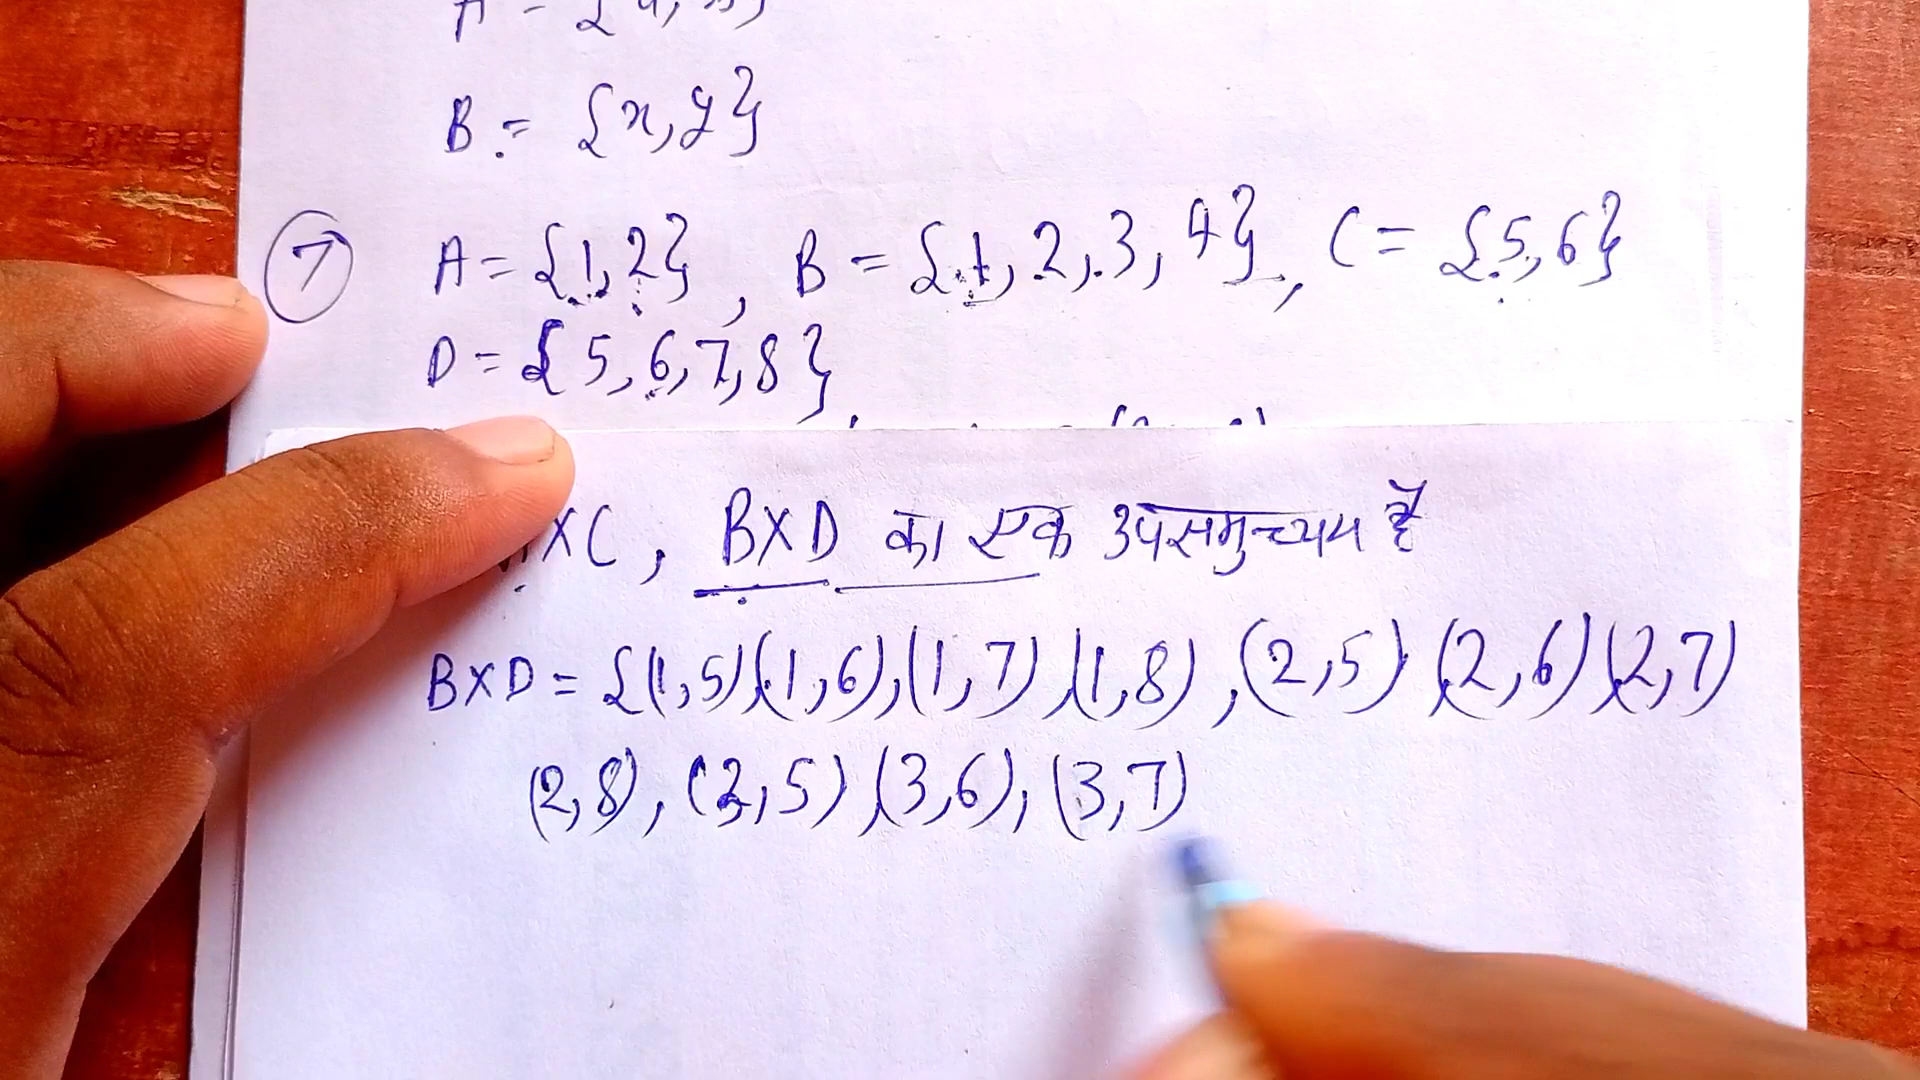 B = {x, y}
7 A = {1, 2}, B = {1, 2, 3, 4}, C = {5, 6}
D = {5, 6, 7, 8}
×C, B×D का एक उपसमुच्चय है
B×D = {(1,5),(1,6),(1,7),(1,8),(2,5),(2,6)(2,7)
(2,8), (3,5),(3,6),(3,7)